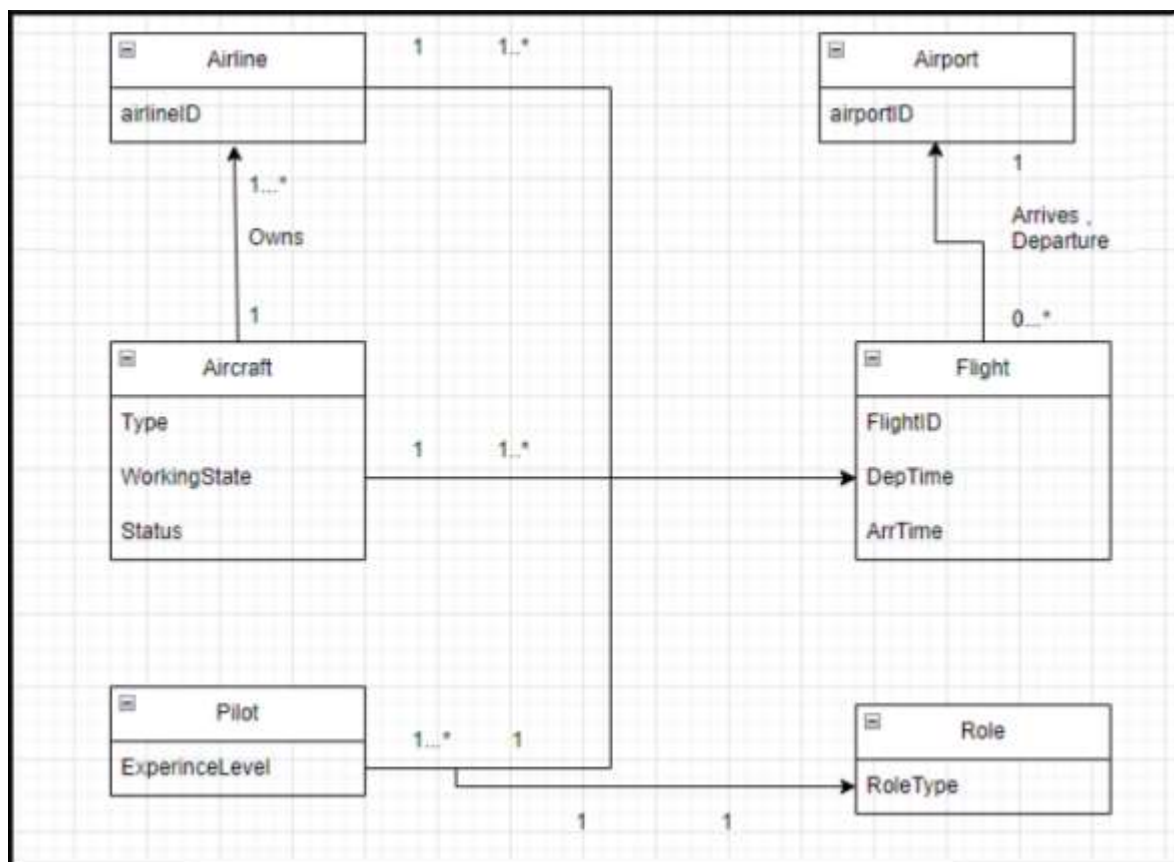 Airline
airlineID
1 1..*
Airport
airportID
1...*
Owns
1
1
Arrives ,
Departure
0...*
Aircraft
Type
WorkingState
Status
1 1..*
Flight
FlightID
DepTime
ArrTime
Pilot
ExperinceLevel
1...* 1
1 1
Role
RoleType